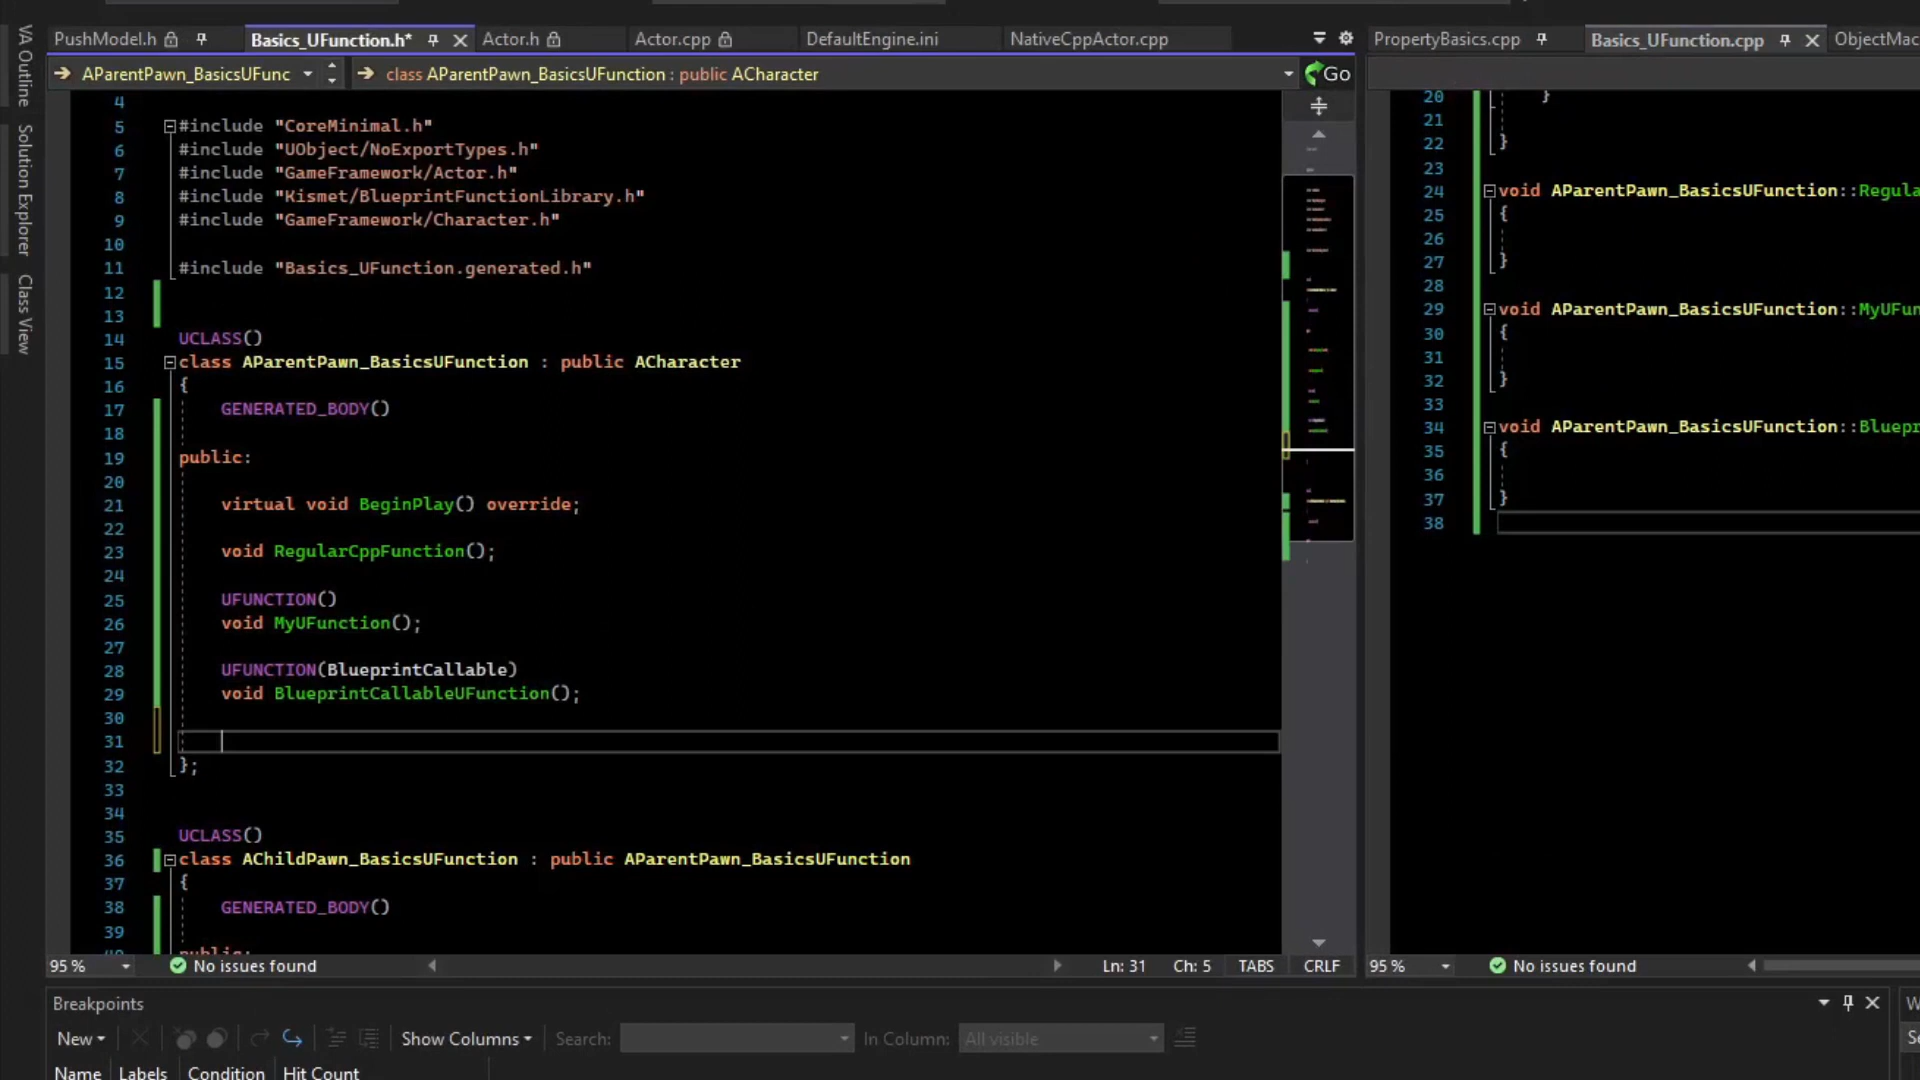 VA Outline
Solution Explorer
Class View
PushModel.h
Basics_UFunction.h*
Actor.h
Actor.cpp
DefaultEngine.ini
NativeCppActor.cpp
AParentPawn_BasicsUFunc
class AParentPawn_BasicsUFunction : public ACharacter
Go
4
5 #include "CoreMinimal.h"
6 #include "UObject/NoExportTypes.h"
7 #include "GameFramework/Actor.h"
8 #include "Kismet/BlueprintFunctionLibrary.h"
9 #include "GameFramework/Character.h"
10
11 #include "Basics_UFunction.generated.h"
12
13
14 UCLASS()
15 class AParentPawn_BasicsUFunction : public ACharacter
16 {
17 GENERATED_BODY()
18
19 public:
20
21 virtual void BeginPlay() override;
22
23 void RegularCppFunction();
24
25 UFUNCTION()
26 void MyUFunction();
27
28 UFUNCTION(BlueprintCallable)
29 void BlueprintCallableUFunction();
30
31
32 };
33
34
35 UCLASS()
36 class AChildPawn_BasicsUFunction : public AParentPawn_BasicsUFunction
37 {
38 GENERATED_BODY()
39
95 %
No issues found
Ln: 31
Ch: 5
TABS
CRLF
PropertyBasics.cpp
Basics_UFunction.cpp
ObjectMac
20 }
21
22 }
23
24 void AParentPawn_BasicsUFunction::Regula
25 {
26
27 }
28
29 void AParentPawn_BasicsUFunction::MyUFun
30 {
31
32 }
33
34 void AParentPawn_BasicsUFunction::Bluepr
35 {
36
37 }
38
95 %
No issues found
Breakpoints
New
Show Columns
Search:
In Column:
All visible
Name
Labels
Condition
Hit Count